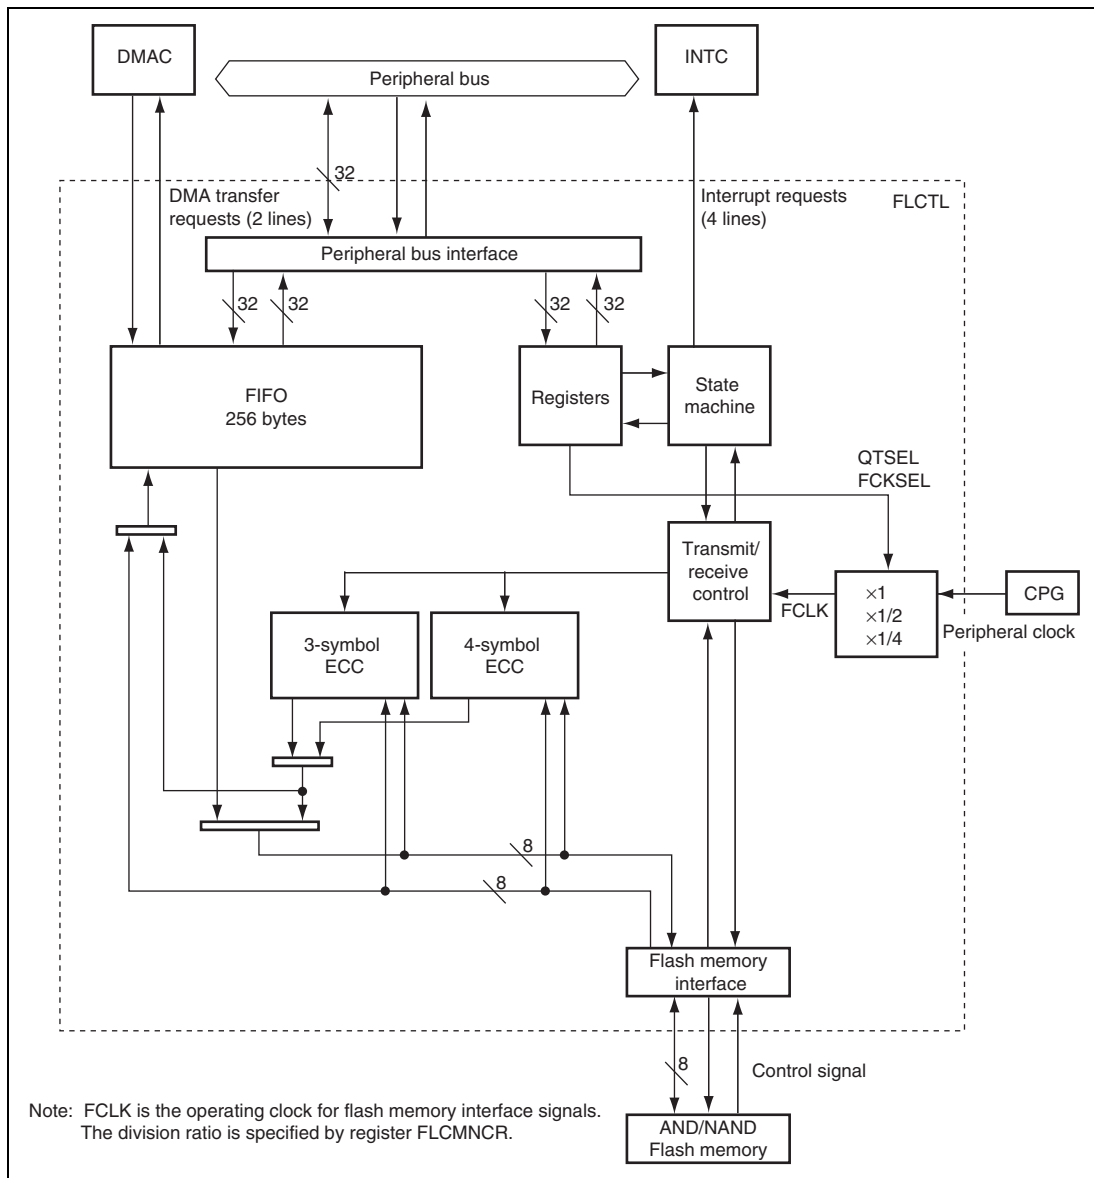 DMAC
Peripheral bus
INTC
32
DMA transfer
requests (2 lines)
Interrupt requests
(4 lines)
FLCTL
Peripheral bus interface
32
32
32
32
FIFO
256 bytes
Registers
State
machine
QTSEL
FCKSEL
Transmit/
receive
control
FCLK
×1
×1/2
×1/4
CPG
Peripheral clock
3-symbol
ECC
4-symbol
ECC
8
8
Flash memory
interface
8
Control signal
AND/NAND
Flash memory
Note: FCLK is the operating clock for flash memory interface signals.
The division ratio is specified by register FLCMNCR.